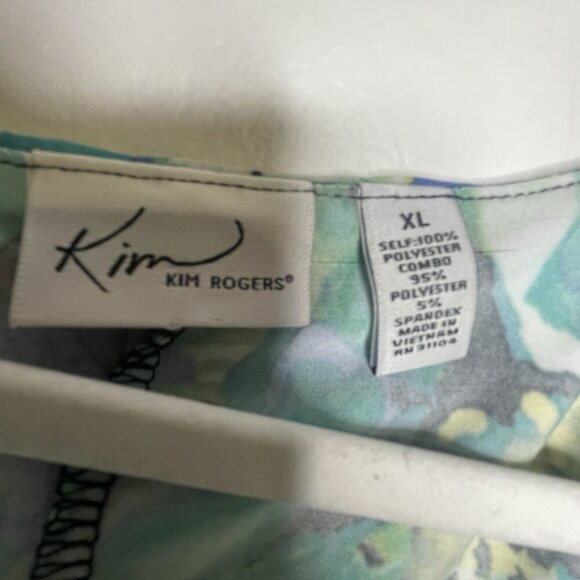 Kim
KIM ROGERS®
XL
SELF:100%
POLYESTER
COMBO
95%
POLYESTER
5%
SPANDEX
MADE IN
VIETNAM
RN 31104